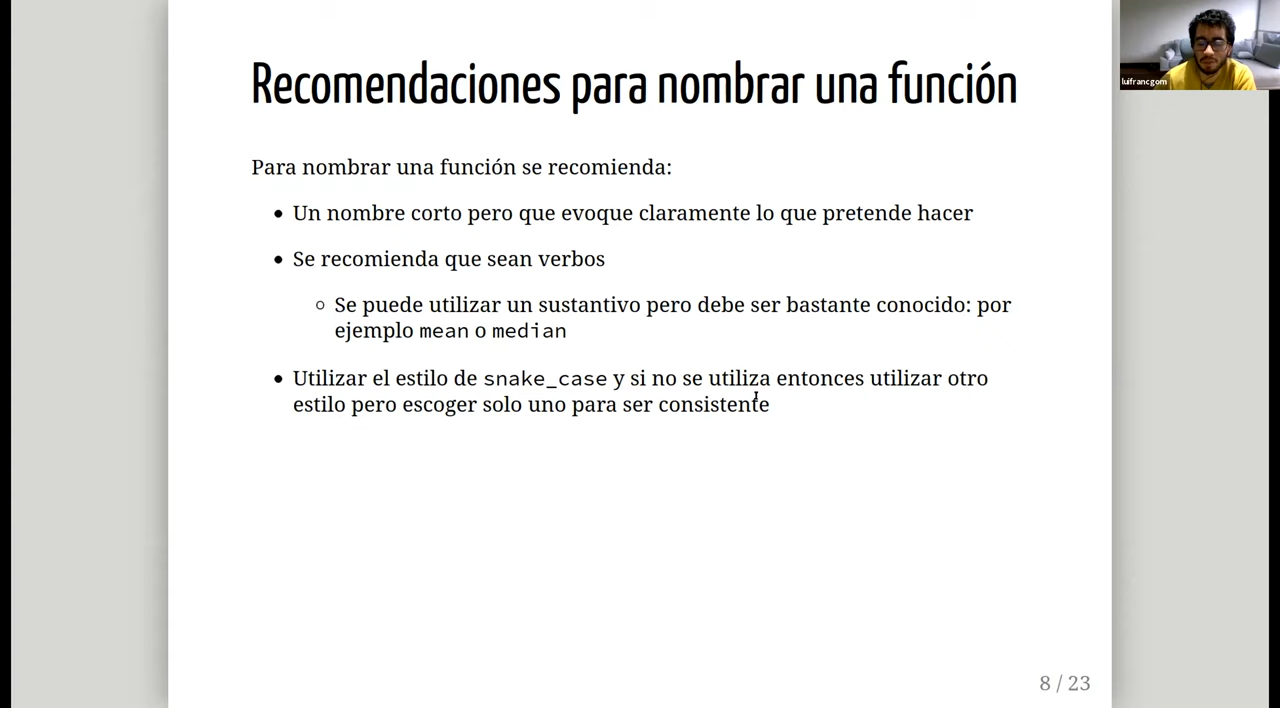 Recomendaciones para nombrar una función
luifrancgom
Para nombrar una función se recomienda:
• Un nombre corto pero que evoque claramente lo que pretende hacer
• Se recomienda que sean verbos
○ Se puede utilizar un sustantivo pero debe ser bastante conocido: por
ejemplo mean o median
• Utilizar el estilo de snake_case y si no se utiliza entonces utilizar otro
estilo pero escoger solo uno para ser consistente
8 / 23